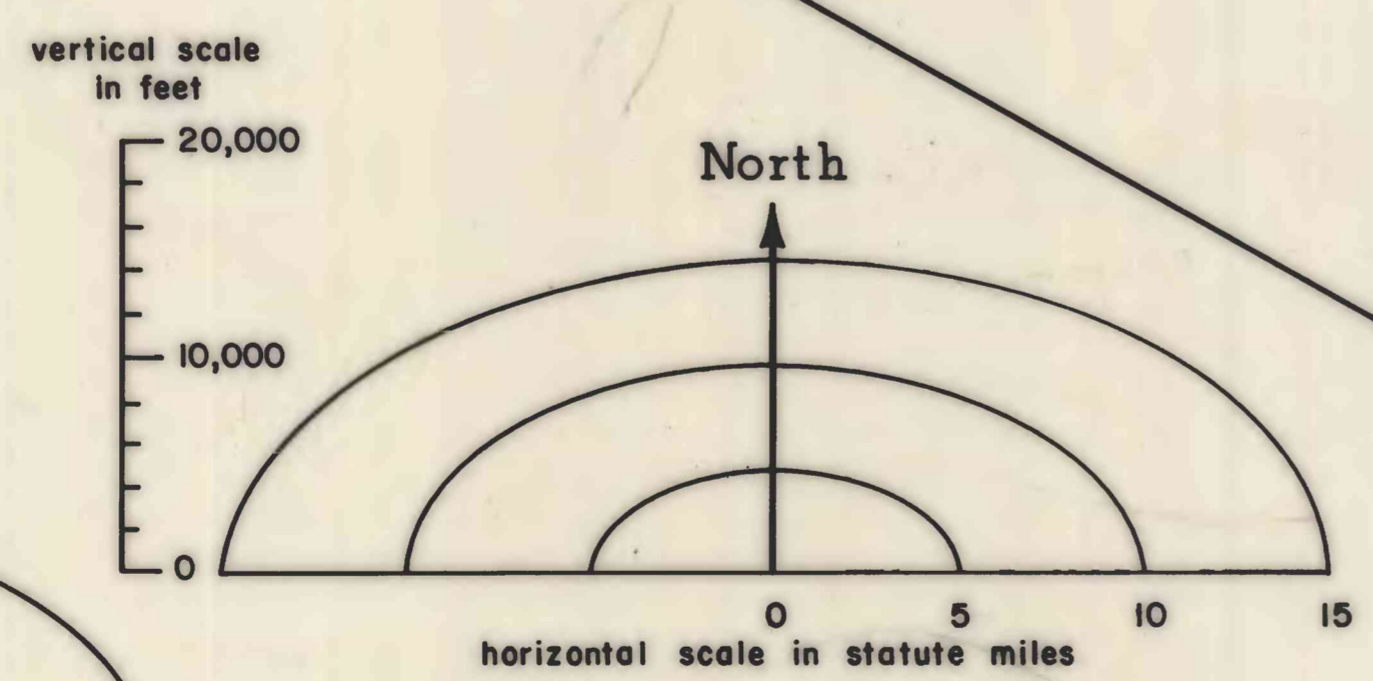 vertical scale
in feet
20,000
North
10,000
0
0 5 10 15
horizontal scale in statute miles